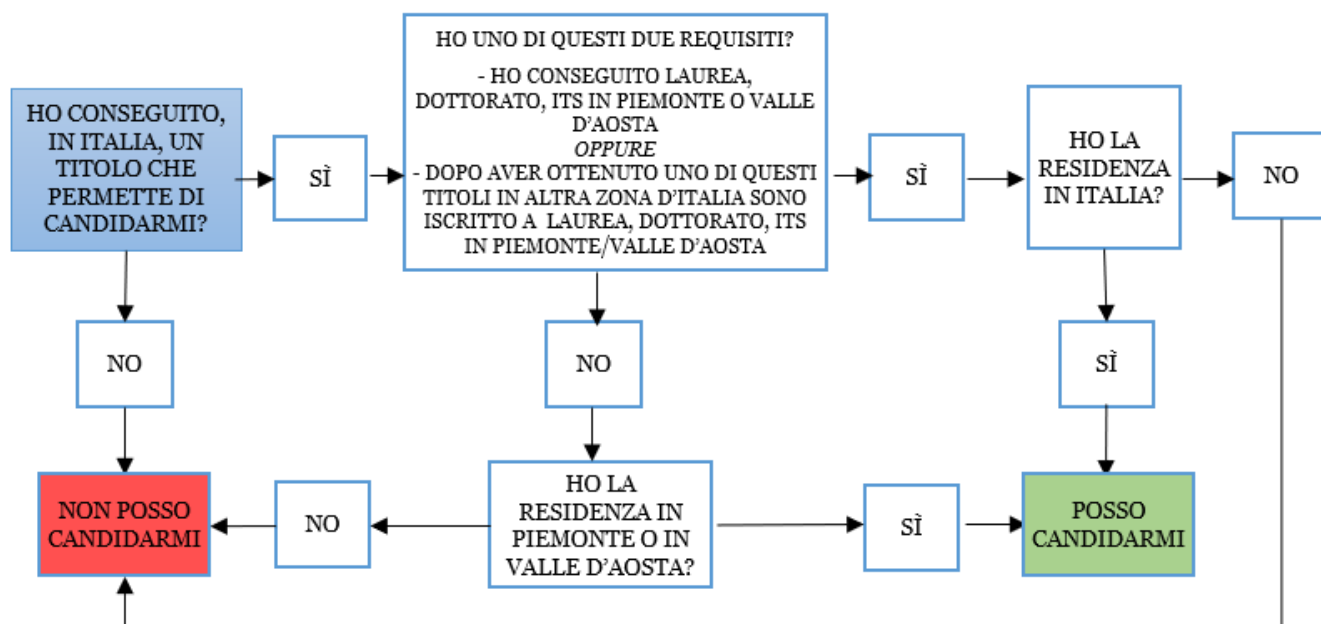 HO CONSEGUITO,
IN ITALIA, UN
TITOLO CHE
PERMETTE DI
CANDIDARMI?
SÌ
HO UNO DI QUESTI DUE REQUISITI?
- HO CONSEGUITO LAUREA,
DOTTORATO, ITS IN PIEMONTE O VALLE
D’AOSTA
OPPURE
- DOPO AVER OTTENUTO UNO DI QUESTI
TITOLI IN ALTRA ZONA D’ITALIA SONO
ISCRITTO A LAUREA, DOTTORATO, ITS
IN PIEMONTE/VALLE D’AOSTA
SÌ
HO LA
RESIDENZA
IN ITALIA?
NO
NO
NO
SÌ
NON POSSO
CANDIDARMI
NO
HO LA
RESIDENZA IN
PIEMONTE O IN
VALLE D’AOSTA?
SÌ
POSSO
CANDIDARMI